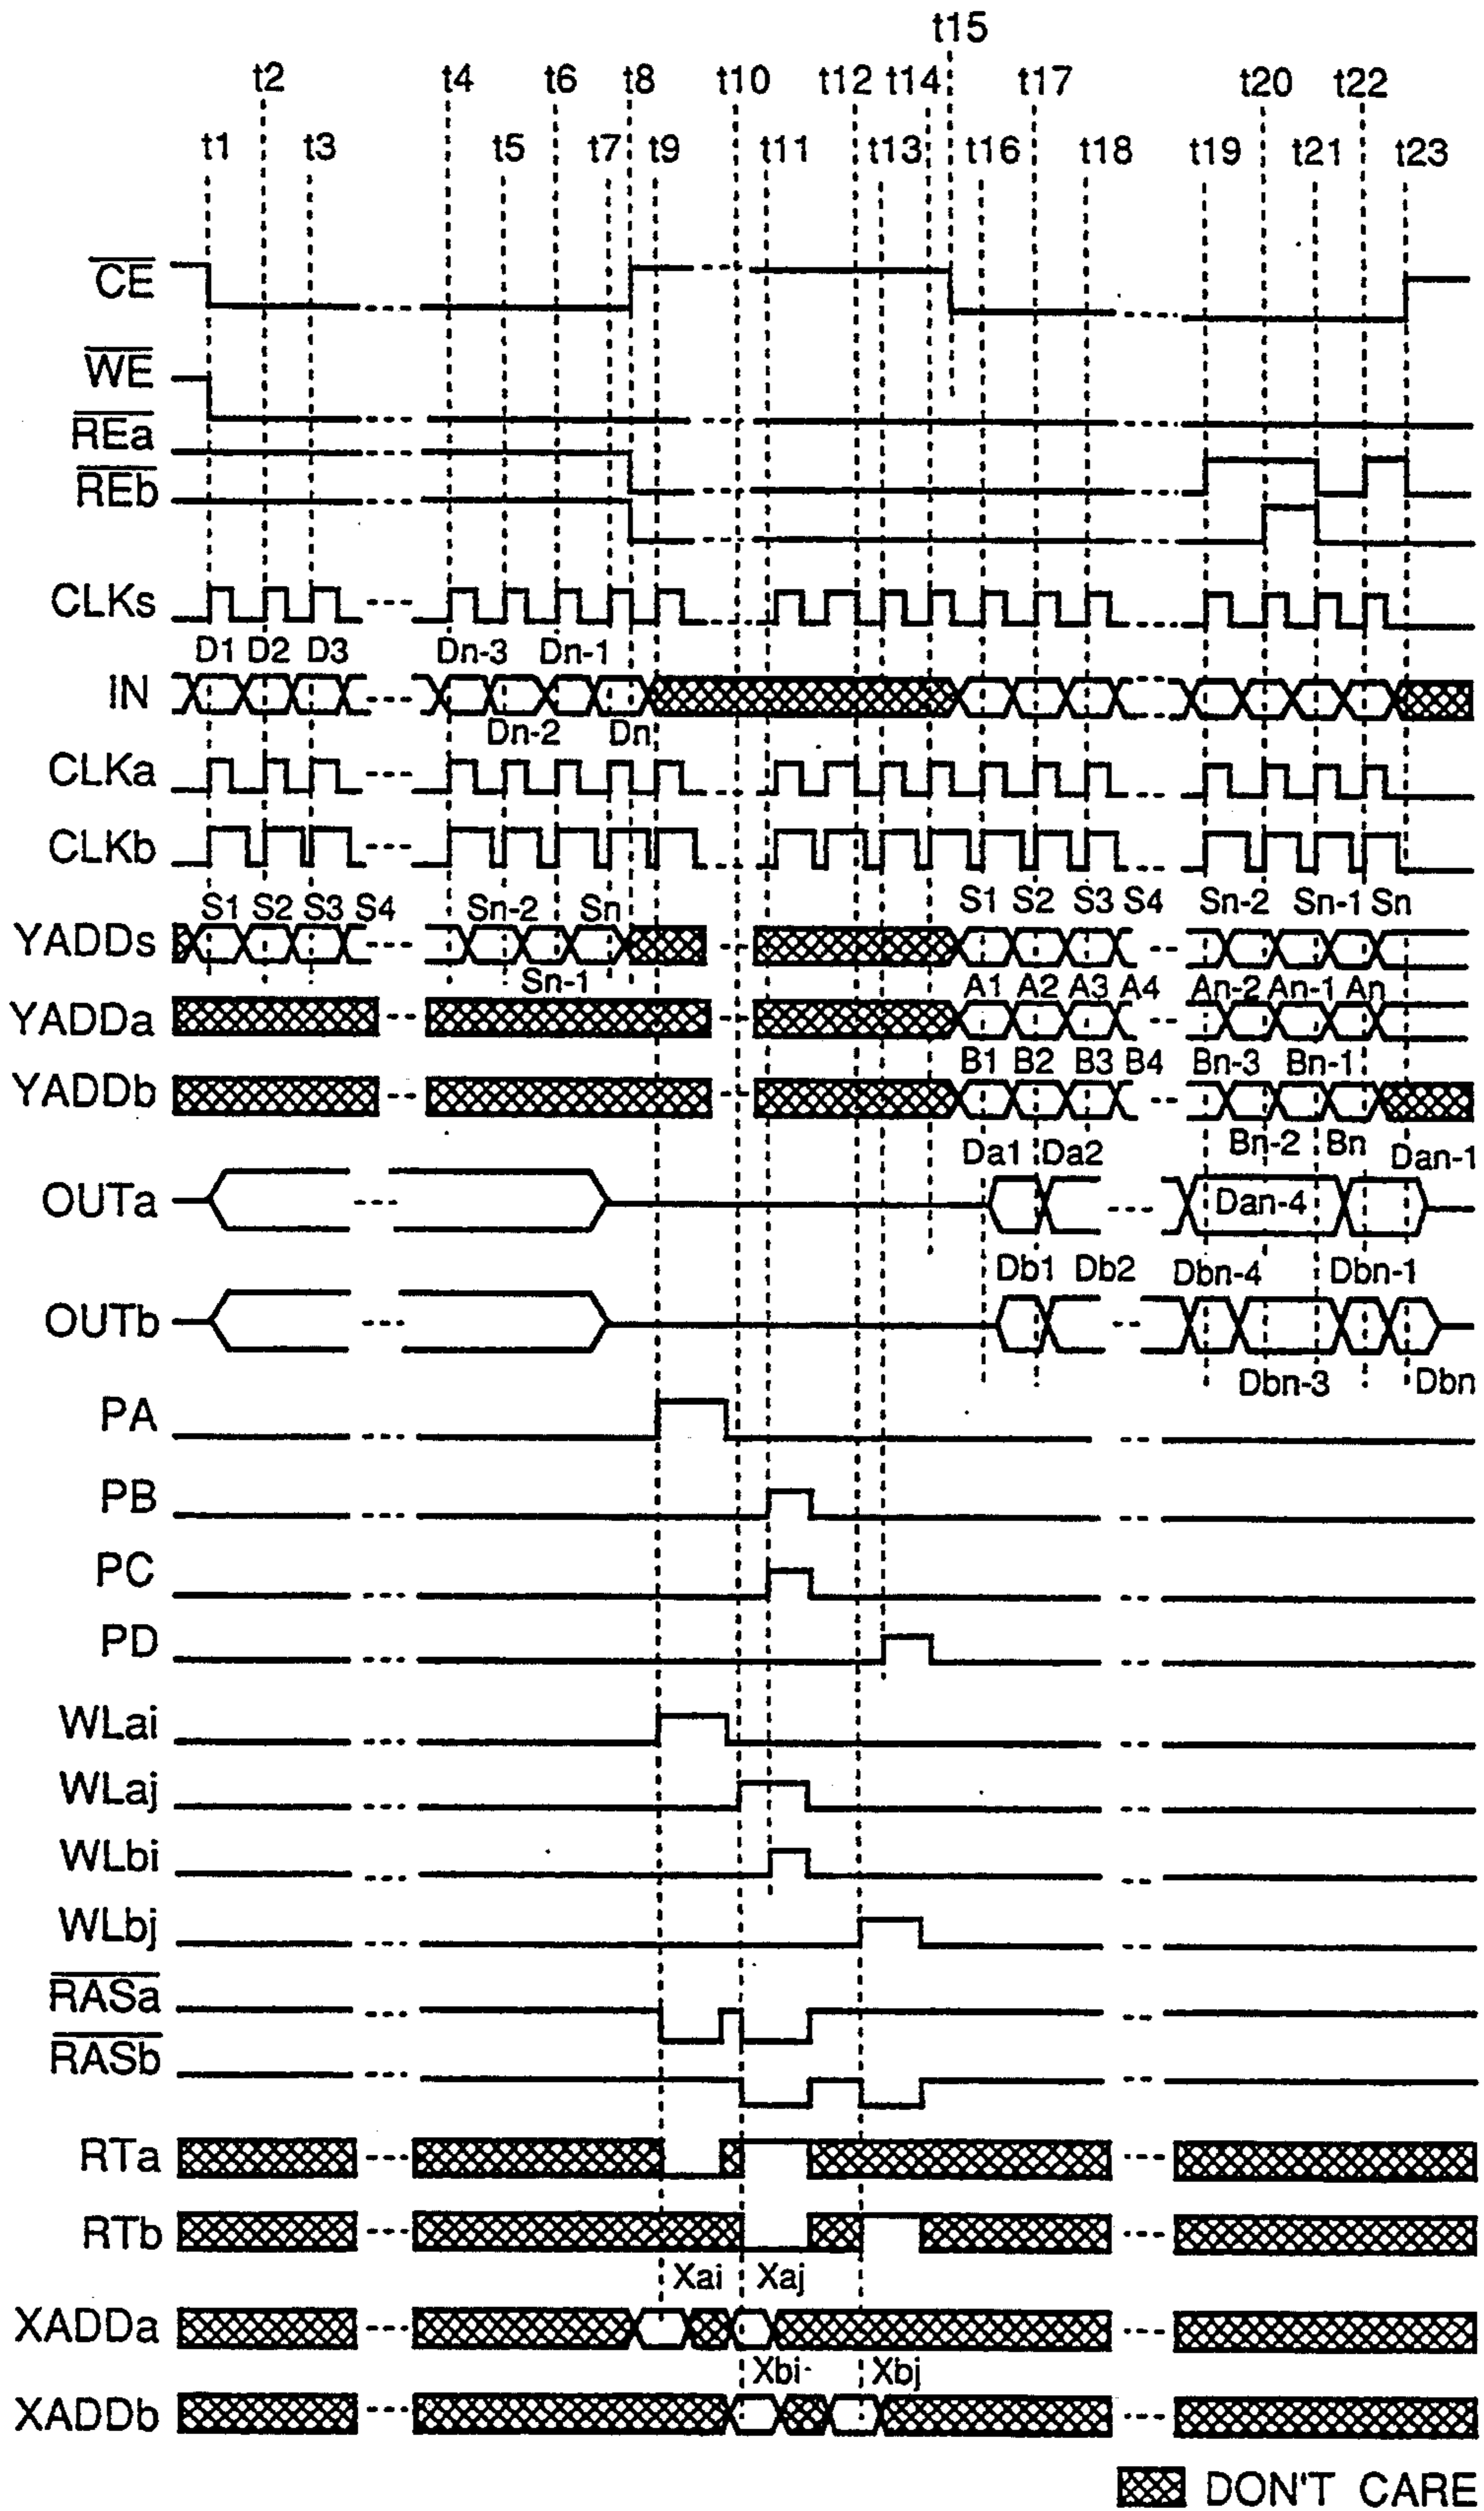 t15
t2 t4 t6 t8 t10 t12 t14 t17 t20 t22
t1 t3 t5 t7 t9 t11 t13 t16 t18 t19 t21 t23
CE
WE
REa
REb
CLKs
D1 D2 D3 Dn-3 Dn-1
IN
Dn-2 Dn
CLKa
CLKb
S1 S2 S3 S4 Sn-2 Sn S1 S2 S3 S4 Sn-2 Sn-1 Sn
YADDs
Sn-1 A1 A2 A3 A4 An-2 An-1 An
YADDa
B1 B2 B3 B4 Bn-3 Bn-1
YADDb
Da1 Da2 Bn-2 Bn Dan-1
OUTa Dan-4
Db1 Db2 Dbn-4 Dbn-1
OUTb
Dbn-3 Dbn
PA
PB
PC
PD
WLai
WLaj
WLbi
WLbj
RASa
RASb
RTa
RTb
Xai Xaj
XADDa
Xbi Xbj
XADDb
DON'T CARE